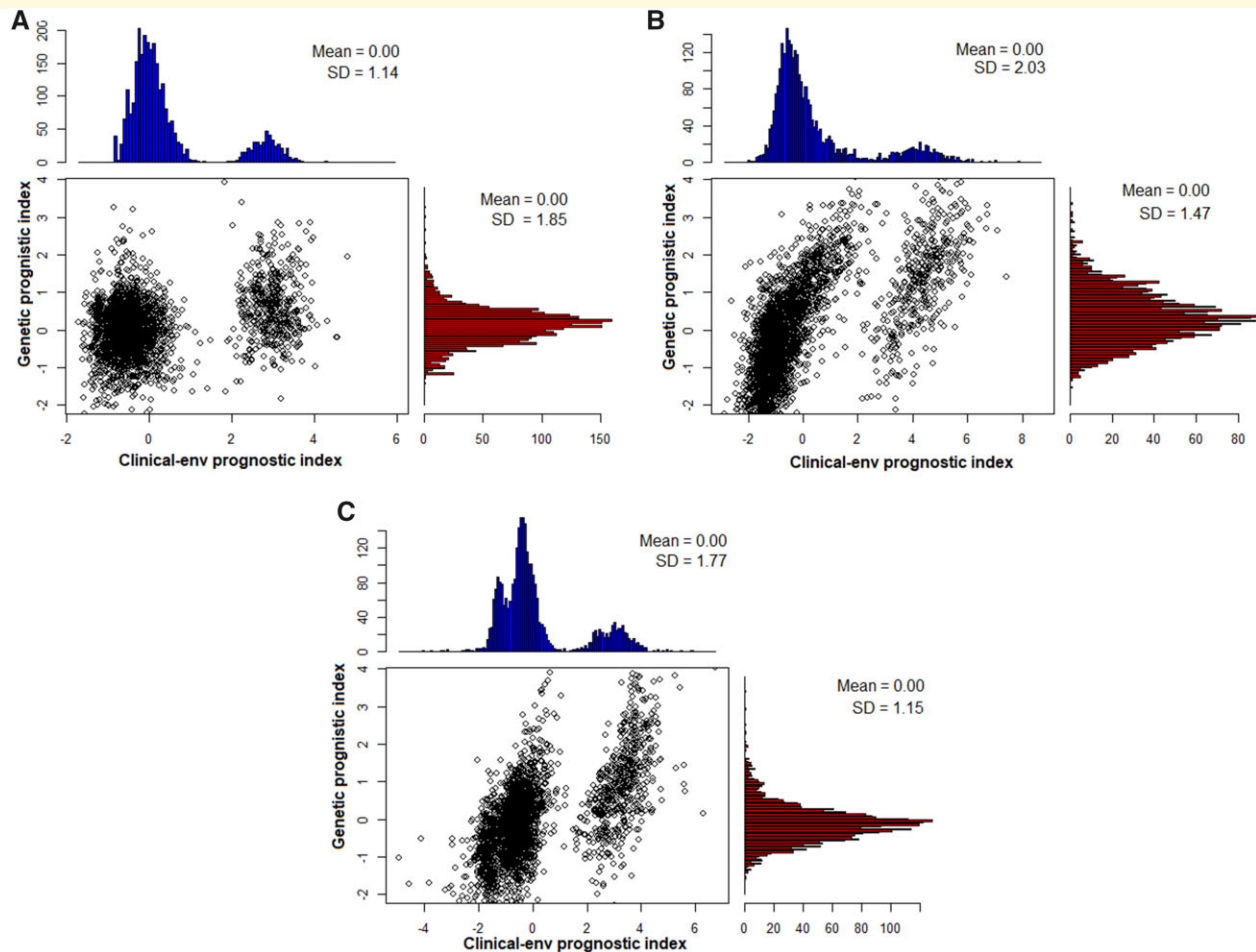 A
Mean = 0.00
SD = 1.14
0 50 100 150 200
Mean = 0.00
SD = 1.85
Genetic prognistic index
-2 -1 0 1 2 3 4
-2 0 2 4 6
Clinical-env prognostic index
0 50 100 150
B
Mean = 0.00
SD = 2.03
0 40 80 120
Mean = 0.00
SD = 1.47
Genetic prognistic index
-2 -1 0 1 2 3 4
-2 0 2 4 6 8
Clinical-env prognostic index
0 20 40 60 80
C
Mean = 0.00
SD = 1.77
0 40 80 120
Mean = 0.00
SD = 1.15
Genetic prognistic index
-2 -1 0 1 2 3 4
-4 -2 0 2 4 6
Clinical-env prognostic index
0 20 40 60 80 100